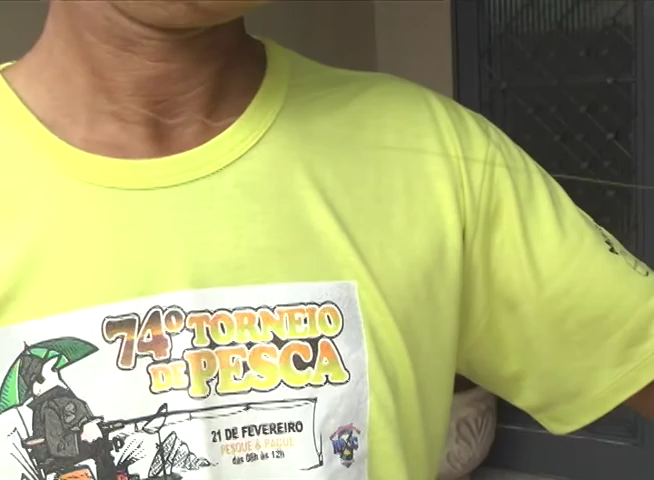 74º TORNEIO
DE PESCA
21 DE FEVEREIRO
PESQUE & PAGUE
das 08h às 12h